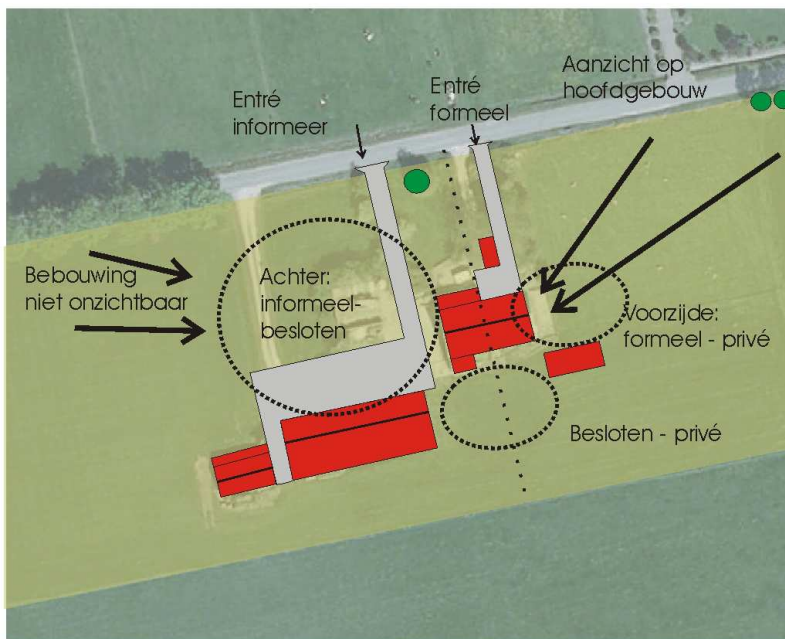 Aanzicht op
hoofdgebouw
Entré
informeer
Entré
formeel
Bebouwing
niet onzichtbaar
Achter:
informeel-
besloten
Voorzijde:
formeel - privé
Besloten - privé